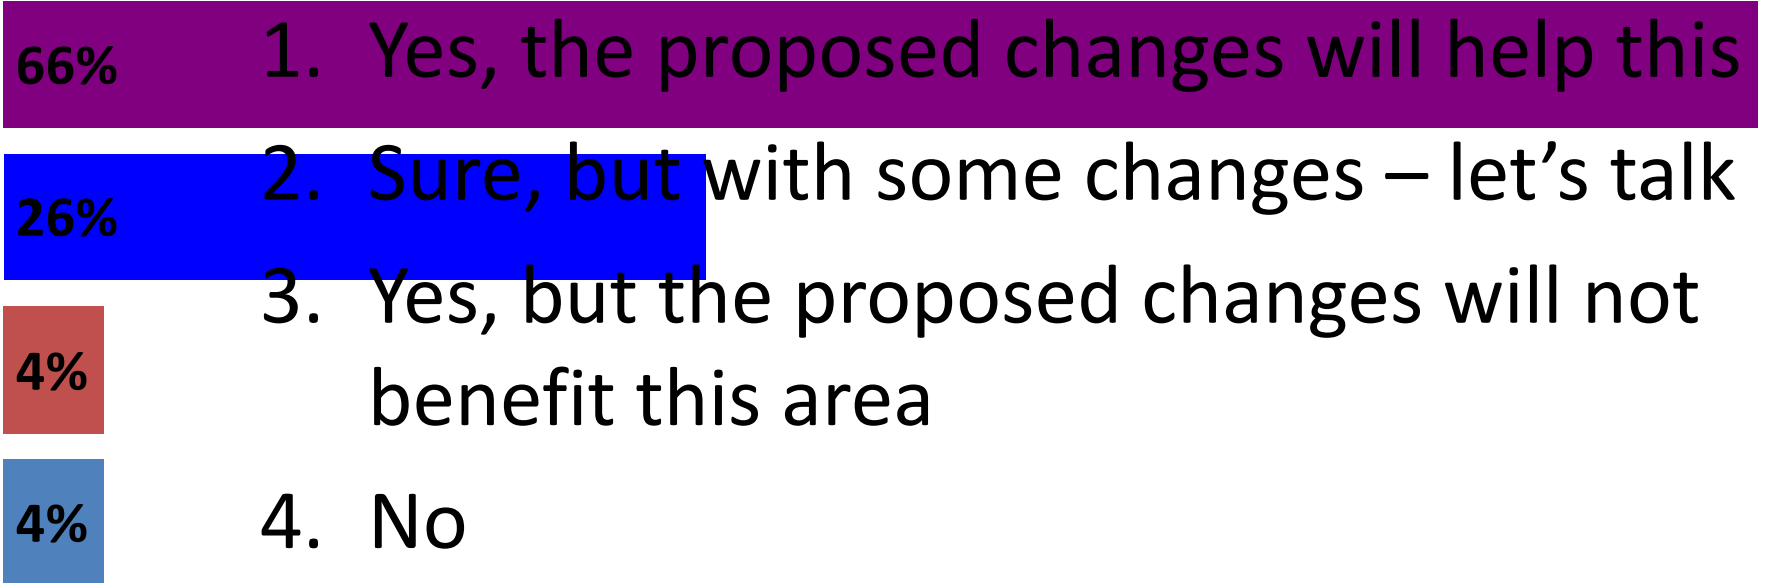 66% 1. Yes, the proposed changes will help this
26% 2. Sure, but with some changes – let’s talk
3. Yes, but the proposed changes will not
4% benefit this area
4% 4. No